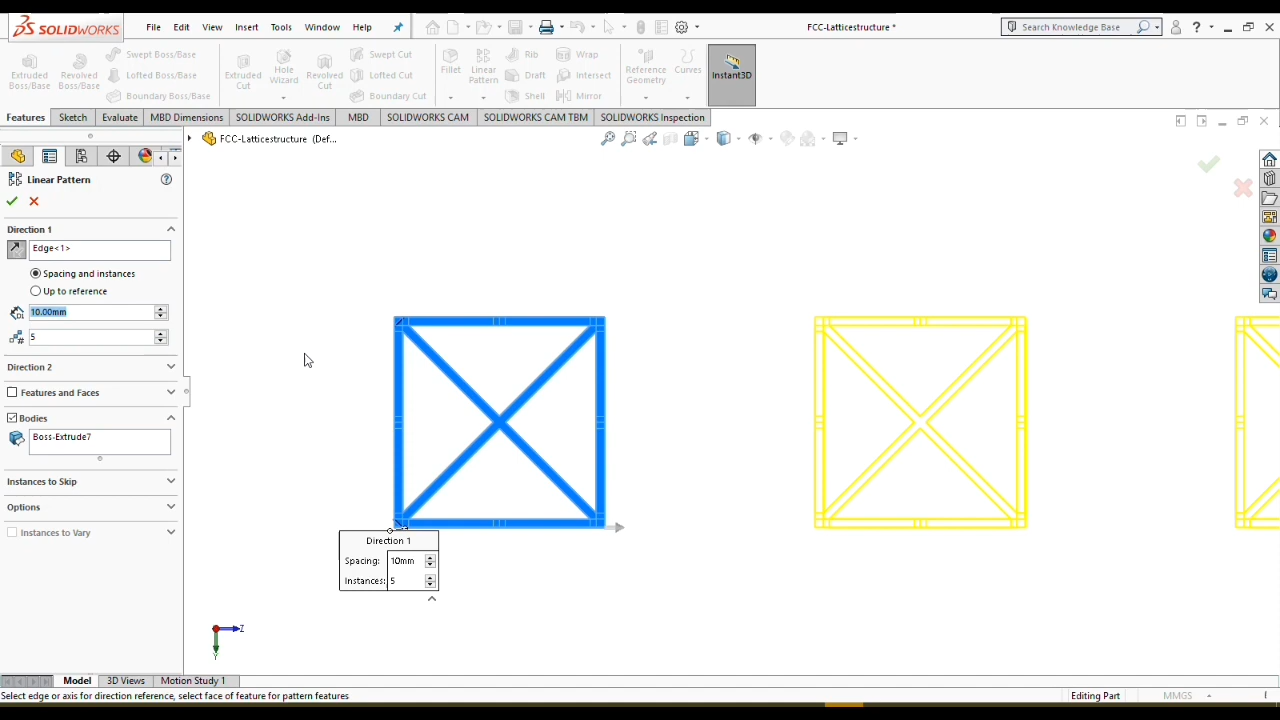 SOLIDWORKS
File Edit View Insert Tools Window Help
FCC-Latticestructure *
Search Knowledge Base
Extruded Boss/Base
Revolved Boss/Base
Swept Boss/Base
Lofted Boss/Base
Boundary Boss/Base
Extruded Cut
Hole Wizard
Revolved Cut
Swept Cut
Lofted Cut
Boundary Cut
Fillet
Linear Pattern
Rib
Draft
Shell
Wrap
Intersect
Mirror
Reference Geometry
Curves
Instant3D
Features Sketch Evaluate MBD Dimensions SOLIDWORKS Add-Ins MBD SOLIDWORKS CAM SOLIDWORKS CAM TBM SOLIDWORKS Inspection
FCC-Latticestructure (Def...
Linear Pattern
Direction 1
Edge<1>
Spacing and instances
Up to reference
10.00mm
5
Direction 2
Features and Faces
Bodies
Boss-Extrude7
Instances to Skip
Options
Instances to Vary
Direction 1
Spacing: 10mm
Instances: 5
Z
Y
Model 3D Views Motion Study 1
Select edge or axis for direction reference, select face of feature for pattern features
Editing Part
MMGS